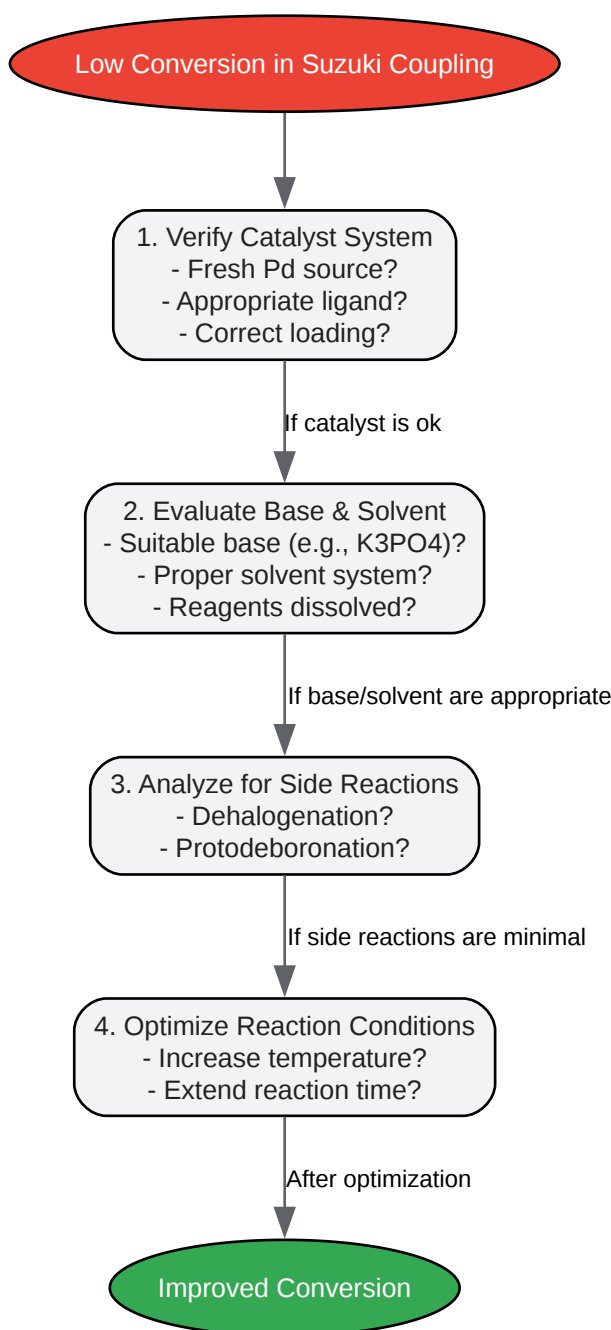 Low Conversion in Suzuki Coupling
1. Verify Catalyst System
- Fresh Pd source?
- Appropriate ligand?
- Correct loading?
If catalyst is ok
2. Evaluate Base & Solvent
- Suitable base (e.g., K3PO4)?
- Proper solvent system?
- Reagents dissolved?
If base/solvent are appropriate
3. Analyze for Side Reactions
- Dehalogenation?
- Protodeboronation?
If side reactions are minimal
4. Optimize Reaction Conditions
- Increase temperature?
- Extend reaction time?
After optimization
Improved Conversion